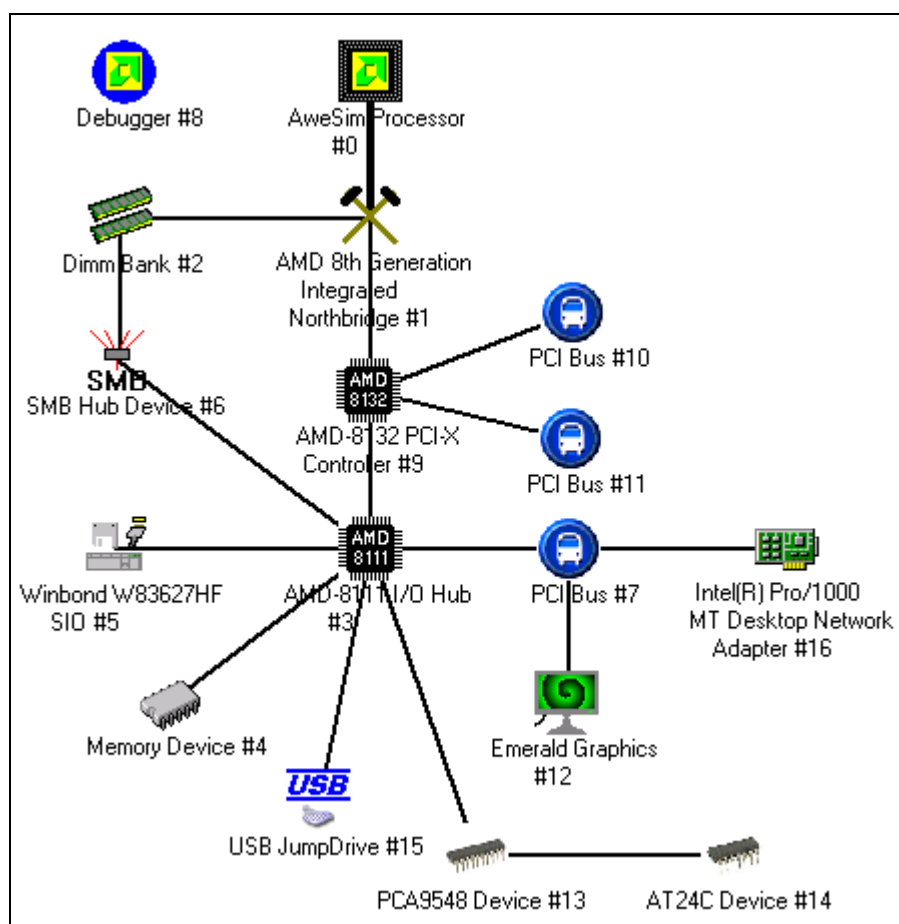 Debugger #8
AweSim Processor
#0
Dimm Bank #2
AMD 8th Generation
Integrated
Northbridge #1
PCI Bus #10
SMB
SMB Hub Device #6
AMD
8132
AMD-8132 PCI-X
Controller #9
PCI Bus #11
AMD
8111
Winbond W83627HF
SIO #5
AMD-8111 I/O Hub
#3
PCI Bus #7
Intel(R) Pro/1000
MT Desktop Network
Adapter #16
Memory Device #4
Emerald Graphics
#12
USB
USB JumpDrive #15
PCA9548 Device #13
AT24C Device #14